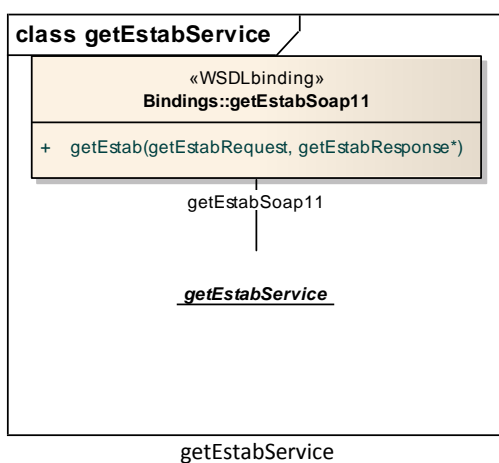 class getEstabService
«WSDLbinding»
Bindings::getEstabSoap11
+ getEstab(getEstabRequest, getEstabResponse*)
getEstabSoap11
getEstabService
getEstabService